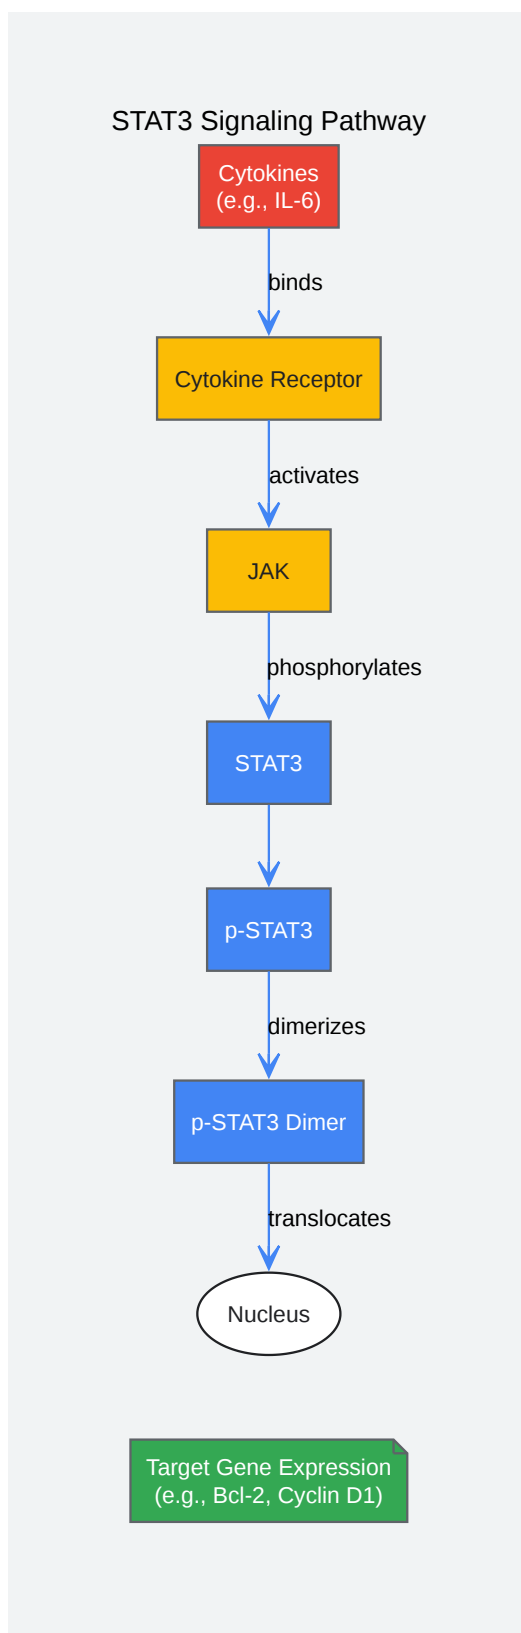 STAT3 Signaling Pathway
Cytokines
(e.g., IL-6)
binds
Cytokine Receptor
activates
JAK
phosphorylates
STAT3
p-STAT3
dimerizes
p-STAT3 Dimer
translocates
Nucleus
Target Gene Expression
(e.g., Bcl-2, Cyclin D1)